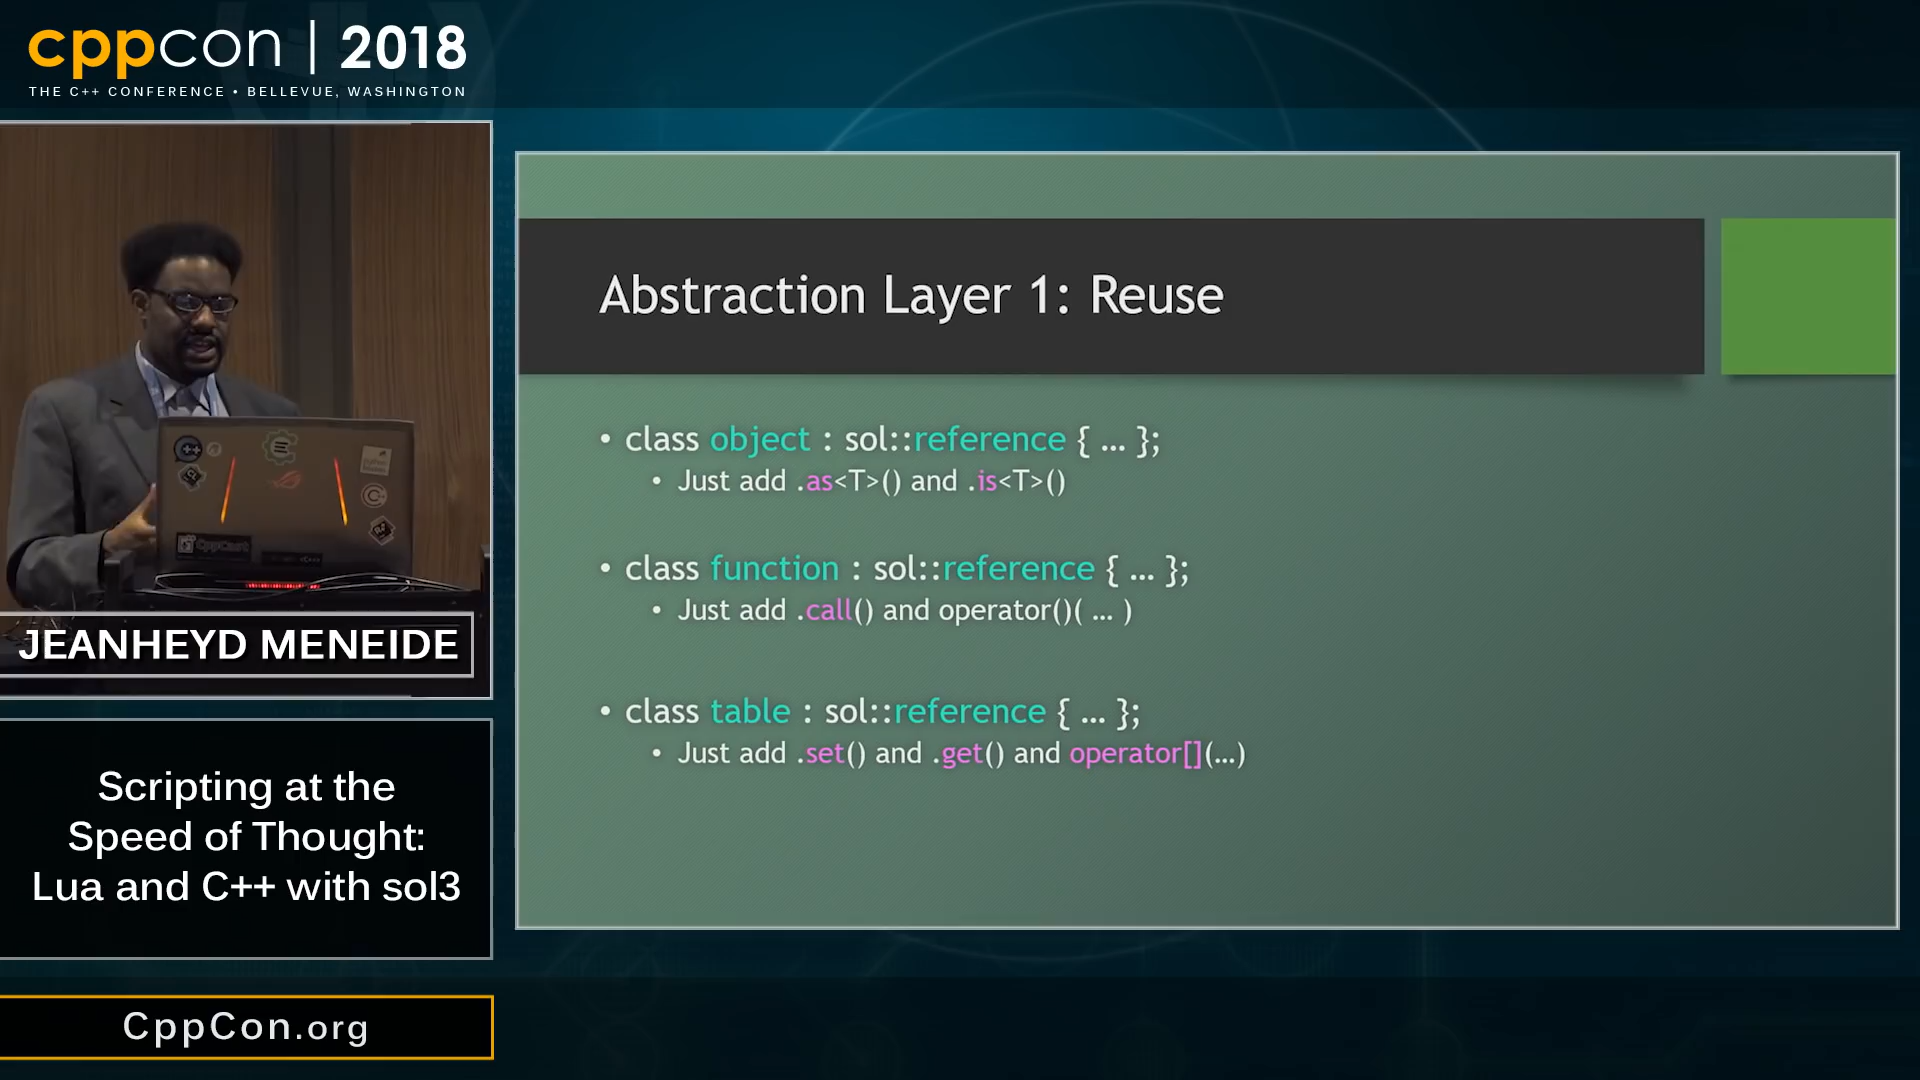 cppcon | 2018
THE C++ CONFERENCE • BELLEVUE, WASHINGTON
CppCast
JEANHEYD MENEIDE
Scripting at the
Speed of Thought:
Lua and C++ with sol3
CppCon.org
Abstraction Layer 1: Reuse
• class object : sol::reference { … };
• Just add .as<T>() and .is<T>()
• class function : sol::reference { … };
• Just add .call() and operator()( … )
• class table : sol::reference { … };
• Just add .set() and .get() and operator[](…)